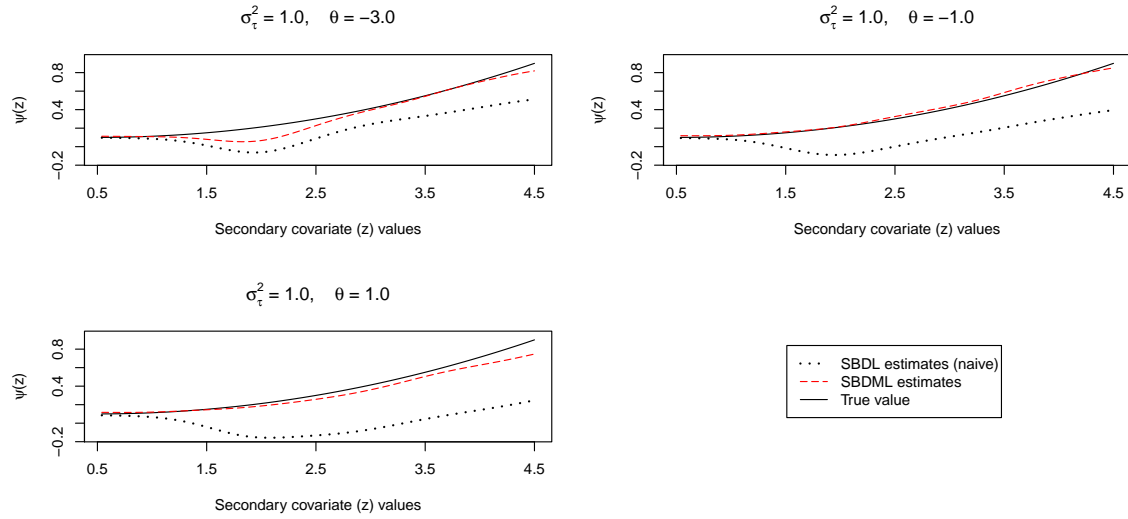 σ²τ = 1.0, θ = −3.0
ψ(z)
0.8
0.4
−0.2
0.5 1.5 2.5 3.5 4.5
Secondary covariate (z) values
σ²τ = 1.0, θ = −1.0
ψ(z)
0.8
0.4
−0.2
0.5 1.5 2.5 3.5 4.5
Secondary covariate (z) values
σ²τ = 1.0, θ = 1.0
ψ(z)
0.8
0.4
−0.2
0.5 1.5 2.5 3.5 4.5
Secondary covariate (z) values
SBDL estimates (naive)
SBDML estimates
True value